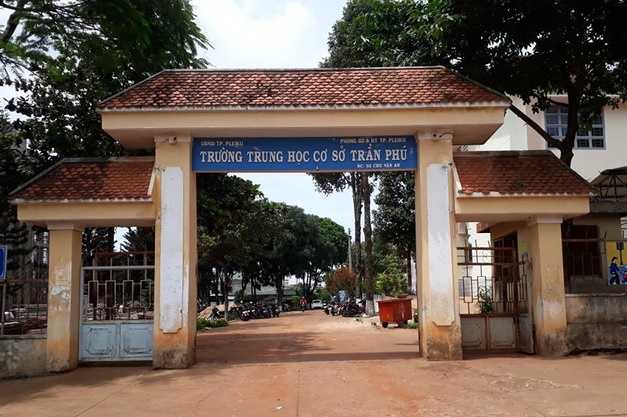 UBND TP. PLEIKU PHÒNG GD & ĐT TP. PLEIKU
TRƯỜNG TRUNG HỌC CƠ SỞ TRẦN PHÚ
ĐC: 03 CHU VĂN AN